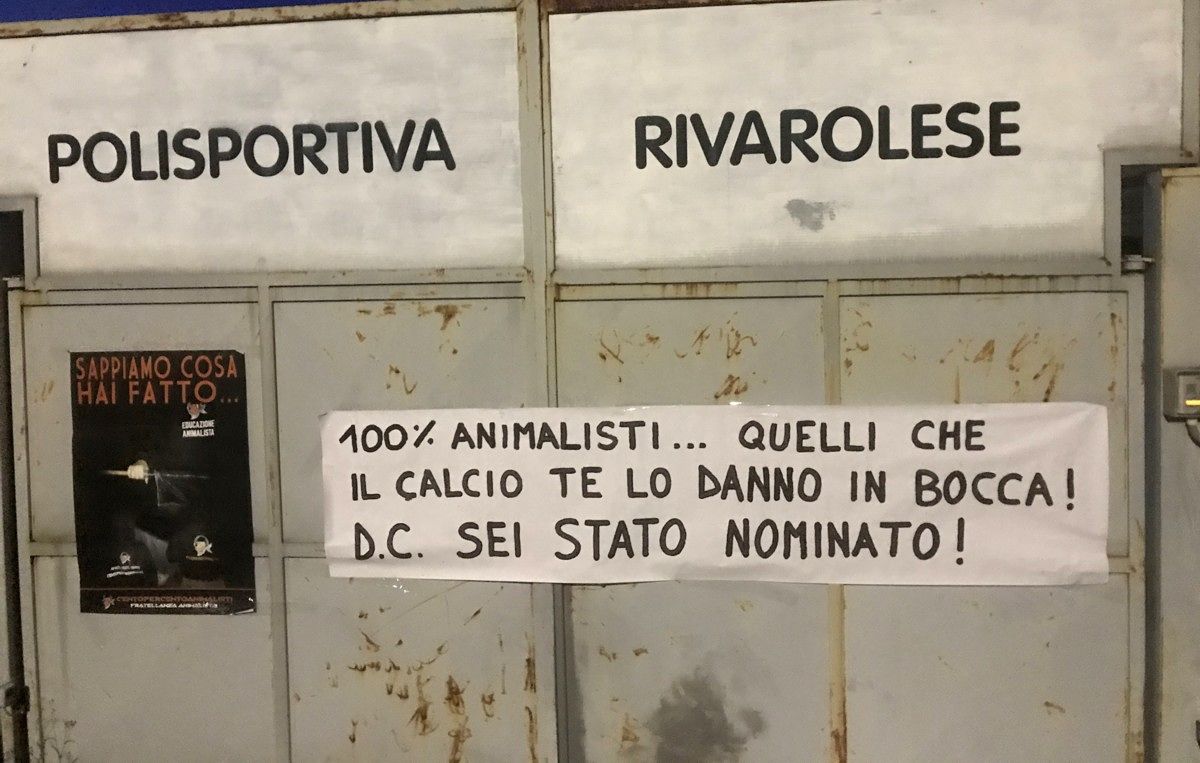 POLISPORTIVA RIVAROLESE
SAPPIAMO COSA
HAI FATTO...
EDUCAZIONE
ANIMALISTA
CENTOPERCENTOANIMALISTI
FRATELLANZA ANIMALISTA
100% ANIMALISTI... QUELLI CHE
IL CALCIO TE LO DANNO IN BOCCA!
D.C. SEI STATO NOMINATO!